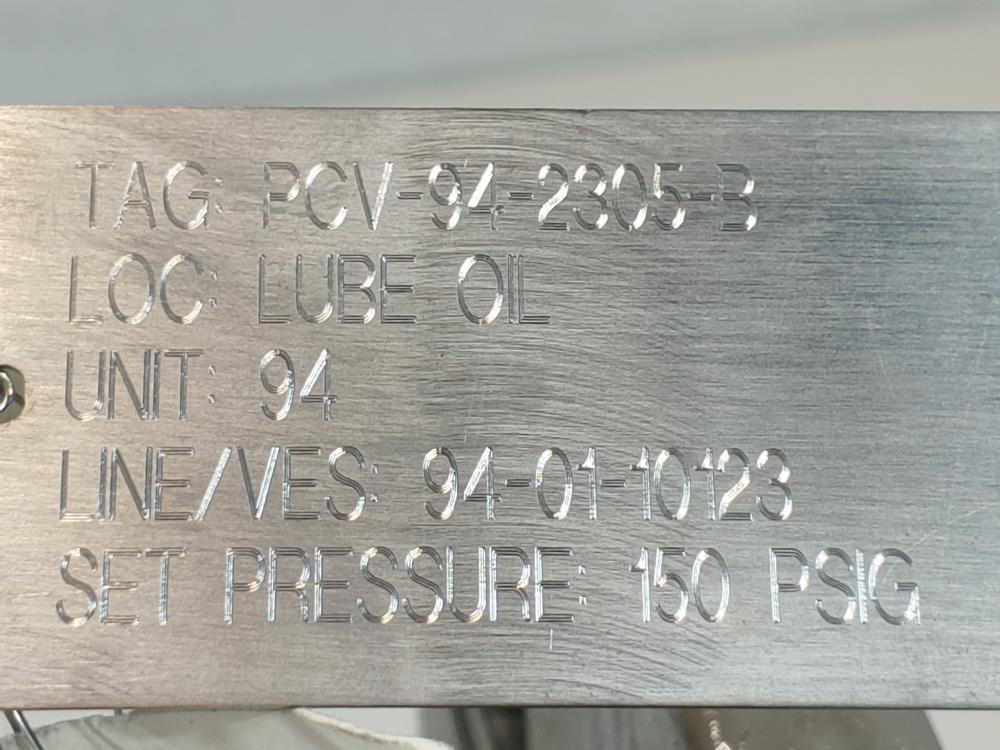 TAG: PCV-94-2305-B
LOC: LUBE OIL
UNIT: 94
LINE/VES: 94-01-10123
SET PRESSURE: 150 PSIG